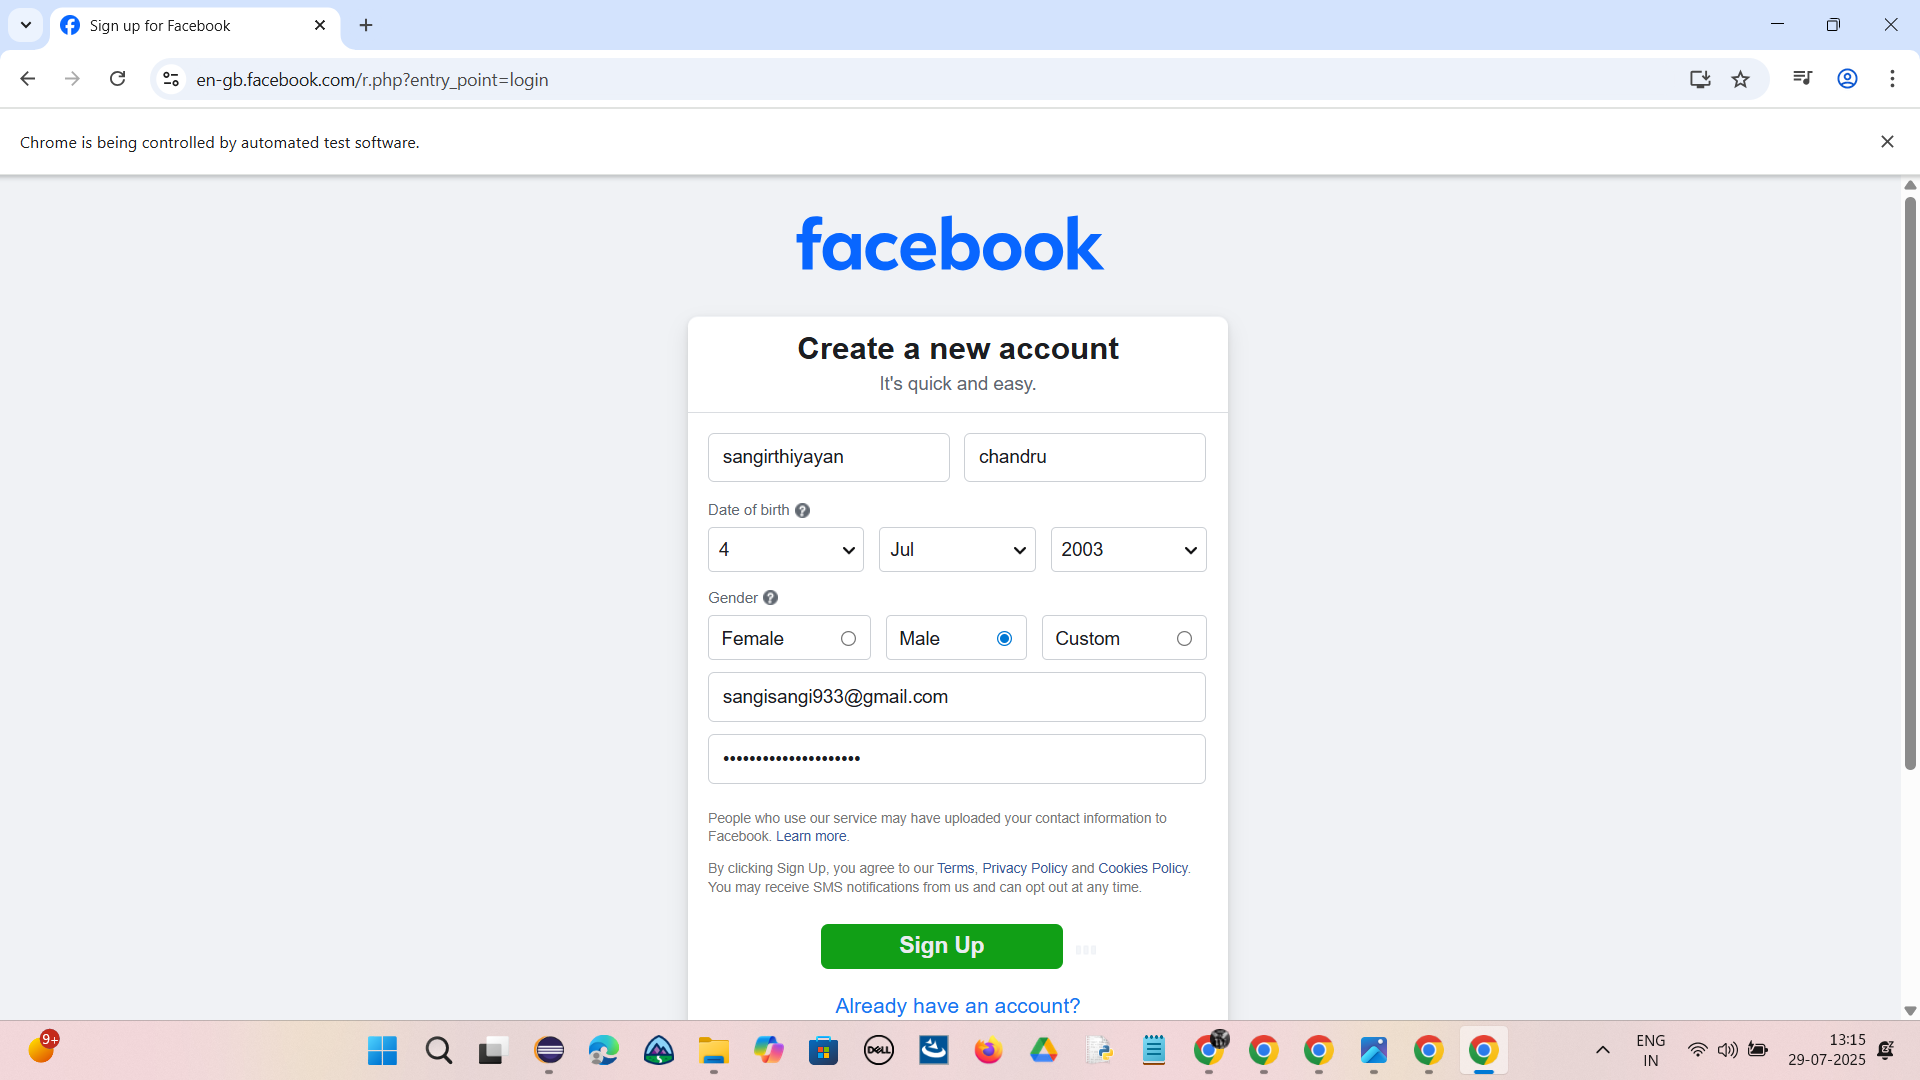 Sign up for Facebook
en-gb.facebook.com/r.php?entry_point=login
Chrome is being controlled by automated test software.
facebook
Create a new account
It's quick and easy.
sangirthiyayan chandru
Date of birth ?
4 Jul 2003
Gender ?
Female Male Custom
sangisangi933@gmail.com
•••••••••••••••••••••
People who use our service may have uploaded your contact information to
Facebook. Learn more.
By clicking Sign Up, you agree to our Terms, Privacy Policy and Cookies Policy.
You may receive SMS notifications from us and can opt out at any time.
Sign Up
Already have an account?
9+
DELL
ENG
IN
13:15
29-07-2025